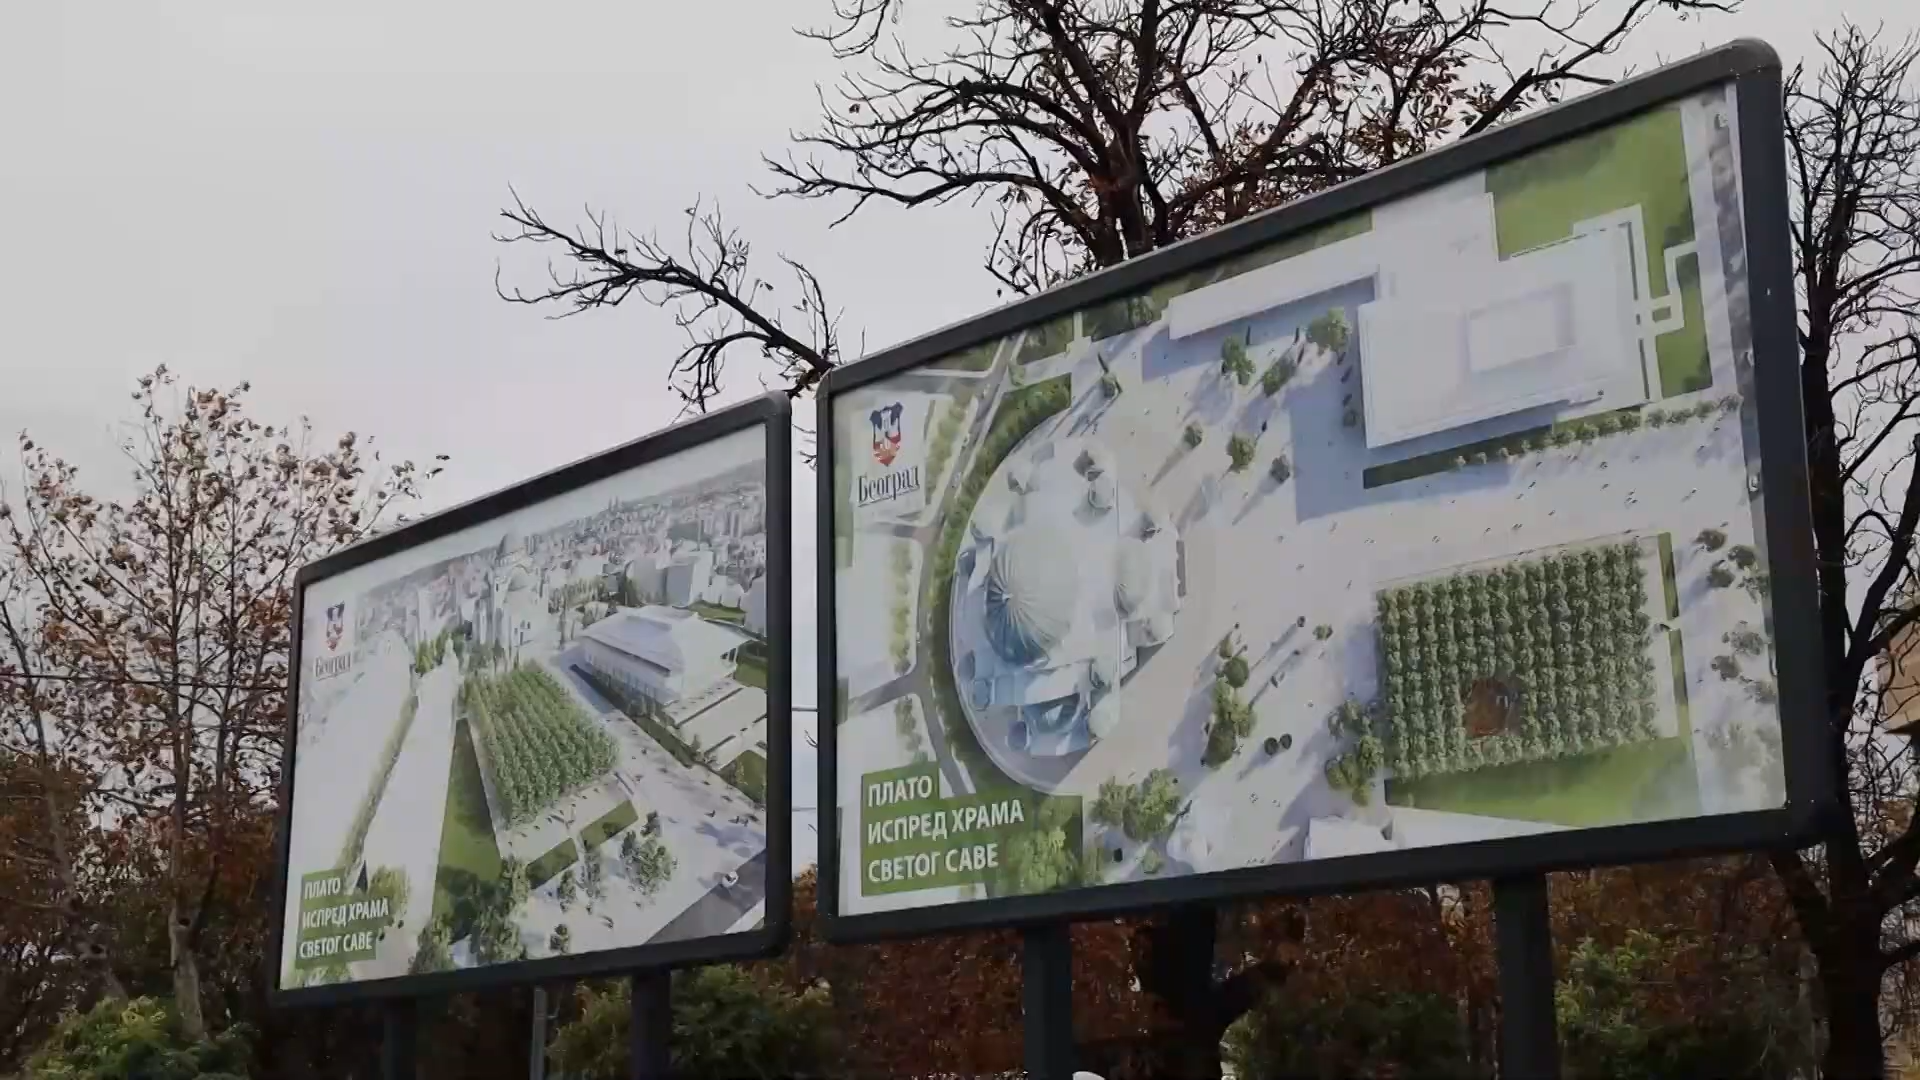 Београд
ПЛАТО
ИСПРЕД ХРАМА
СВЕТОГ САВЕ
Београд
ПЛАТО
ИСПРЕД ХРАМА
СВЕТОГ САВЕ